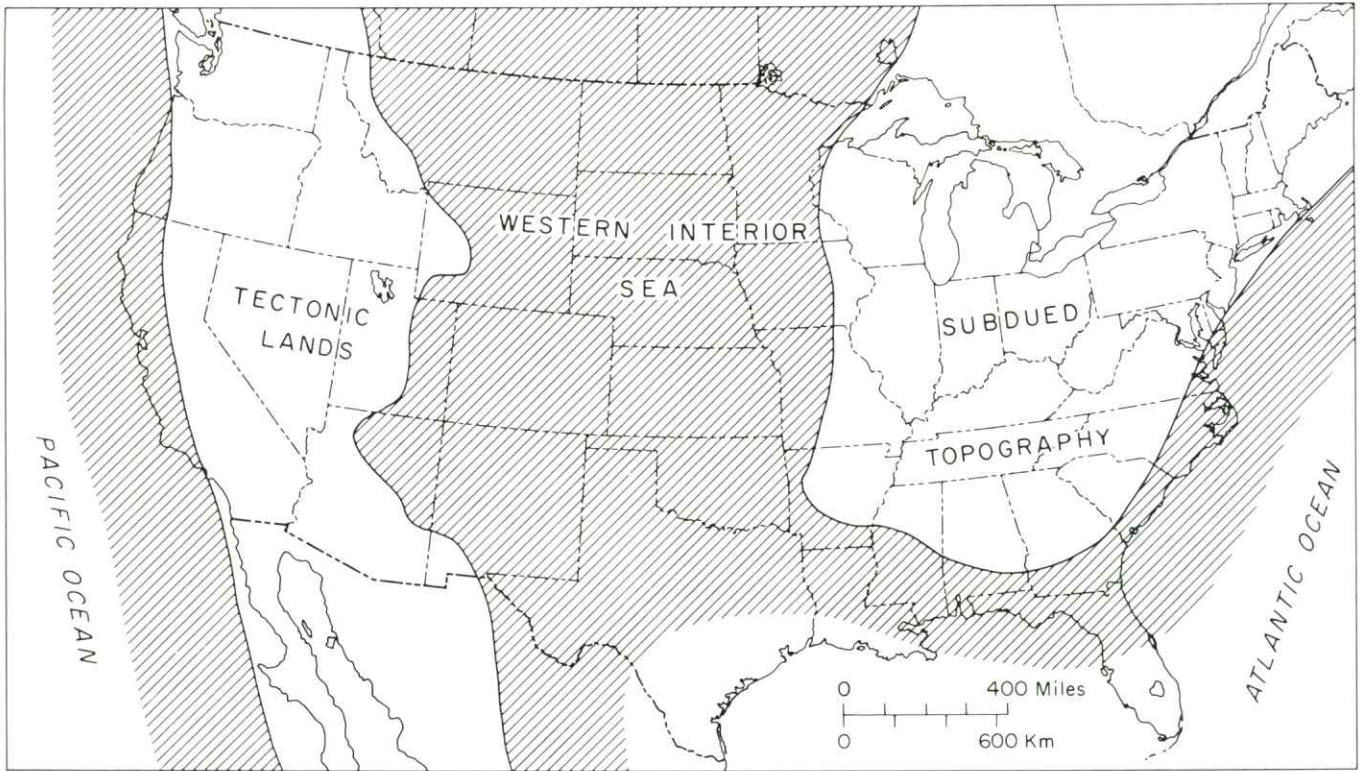 WESTERN INTERIOR
SEA
TECTONIC
LANDS
SUBDUED
TOPOGRAPHY
PACIFIC OCEAN
ATLANTIC OCEAN
0 400 Miles
0 600 Km